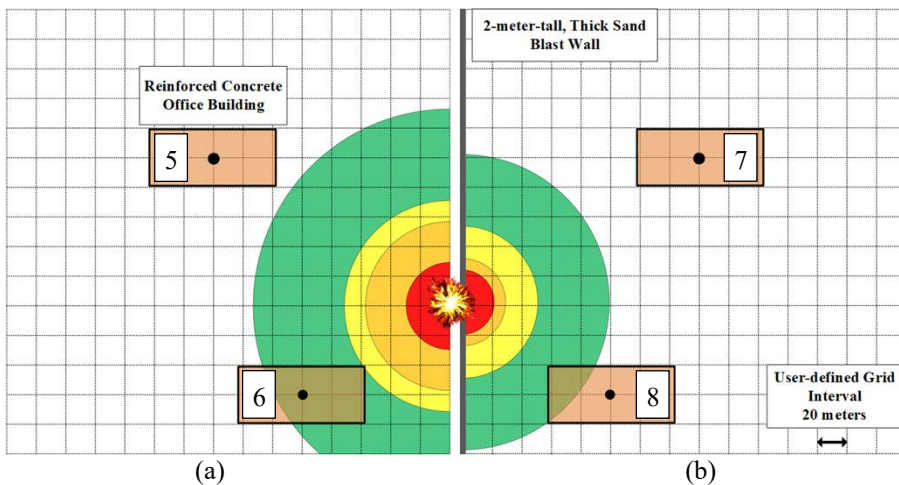 2-meter-tall, Thick Sand
Blast Wall
Reinforced Concrete
Office Building
5
7
6
8
User-defined Grid
Interval
20 meters
(a)
(b)